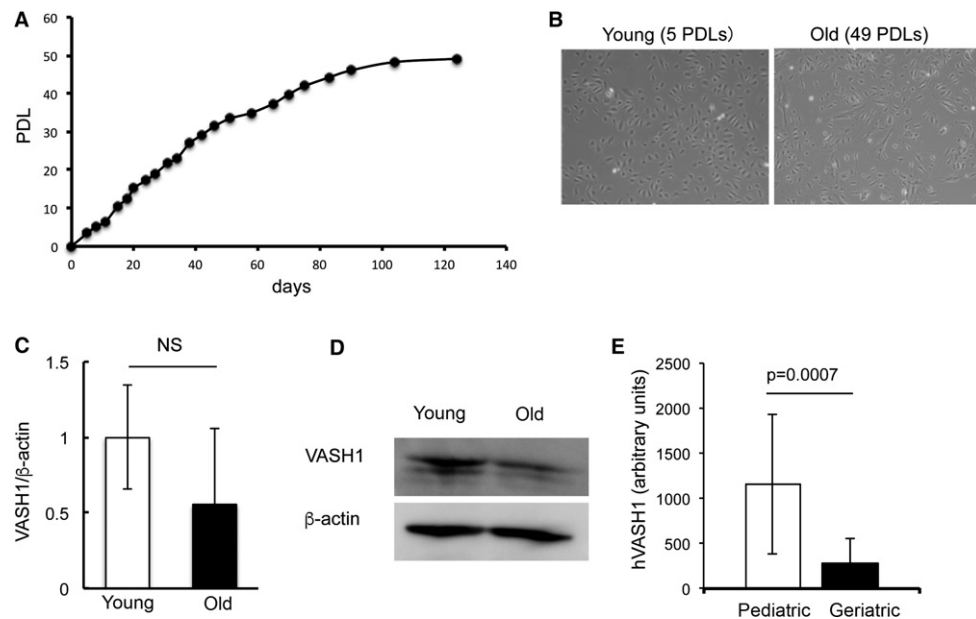 A
PDL
60
50
40
30
20
10
0
0 20 40 60 80 100 120 140
days
B
Young (5 PDLs)
Old (49 PDLs)
C
NS
VASH1/β-actin
1.5
1
0.5
0
Young Old
D
Young Old
VASH1
β-actin
E
p=0.0007
hVASH1 (arbitrary units)
2500
2000
1500
1000
500
0
Pediatric Geriatric